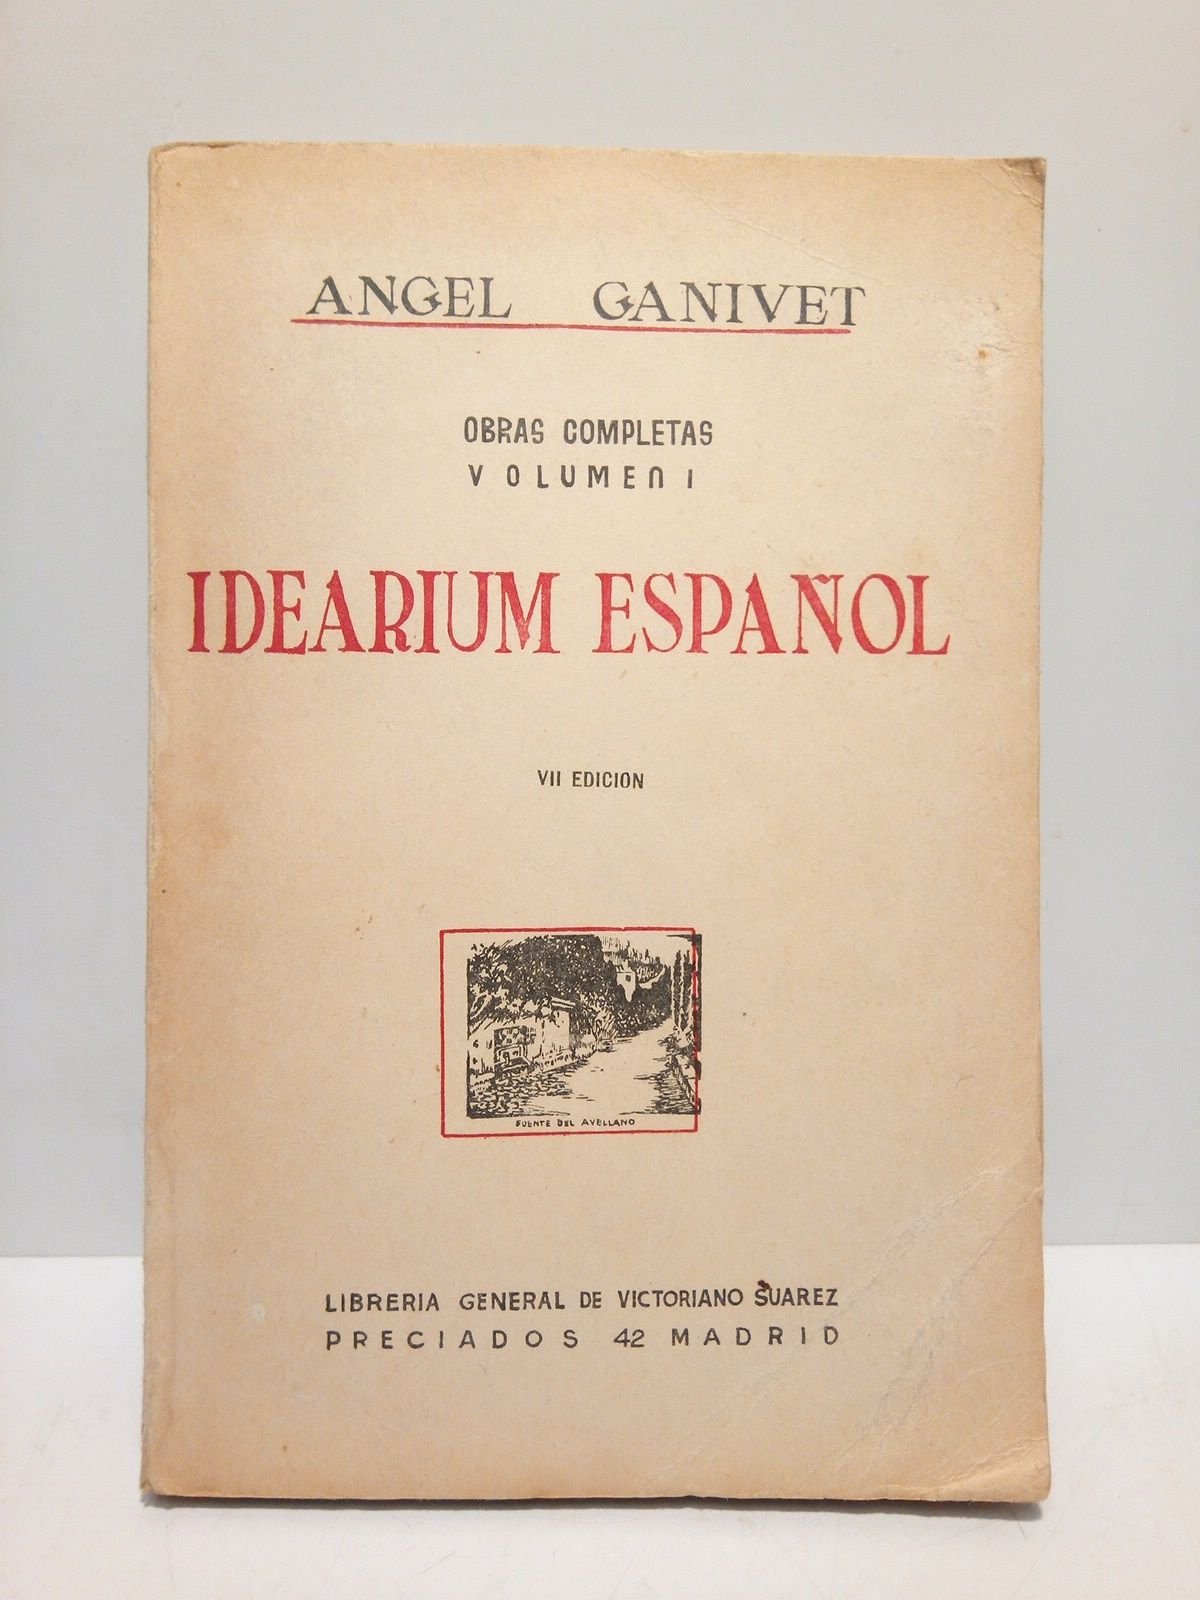 ANGEL GANIVET
OBRAS COMPLETAS
VOLUMEN I
IDEARIUM ESPAÑOL
VII EDICION
FUENTE DEL AVELLANO
LIBRERIA GENERAL DE VICTORIANO SUAREZ
PRECIADOS 42 MADRID